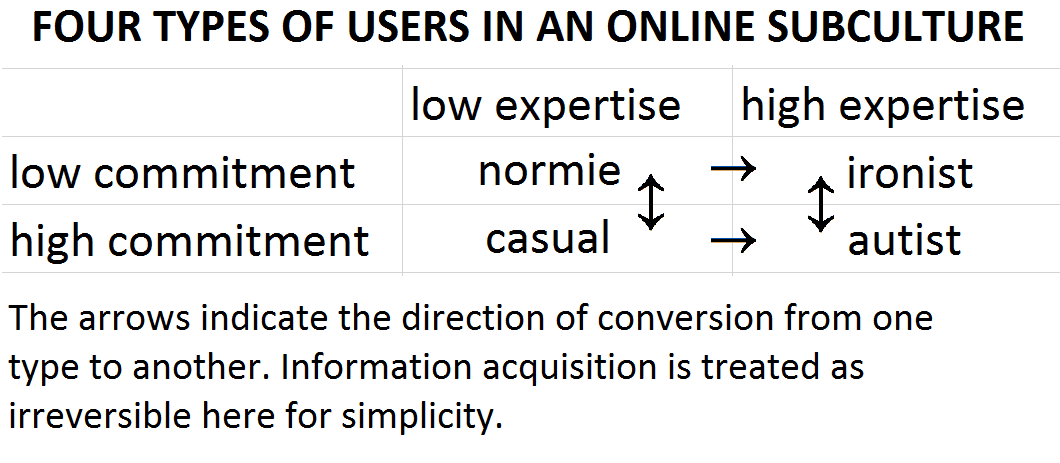 FOUR TYPES OF USERS IN AN ONLINE SUBCULTURE
low expertise high expertise
low commitment normie → ironist
↕ ↕
high commitment casual → autist
The arrows indicate the direction of conversion from one
type to another. Information acquisition is treated as
irreversible here for simplicity.